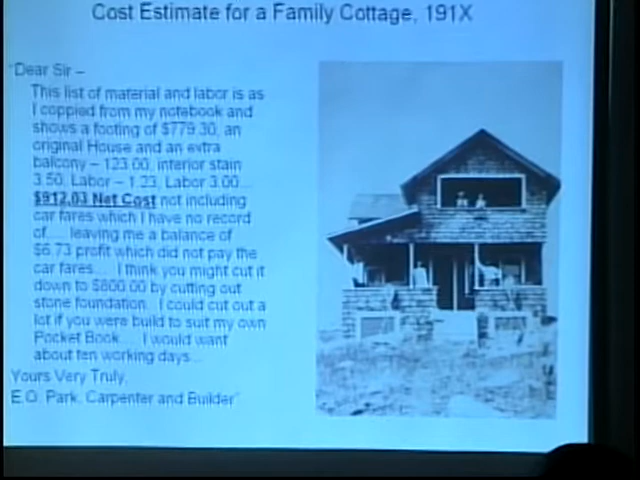 Cost Estimate for a Family Cottage, 191X
"Dear Sir –
This list of material and labor is as
I coppied from my notebook and
shows a footing of $779.30, an
original House and an extra
balcony – 123.00, interior stain
3.50, Labor – 1.23, Labor 3.00...
$912.03 Net Cost not including
car fares which I have no record
of.... leaving me a balance of
$6.73 profit which did not pay the
car fares.... I think you might cut it
down to $800.00 by cutting out
stone foundation. I could cut out a
lot if you were build to suit my own
Pocket Book.... I would want
about ten working days...
Yours Very Truly,
E.O. Park, Carpenter and Builder"